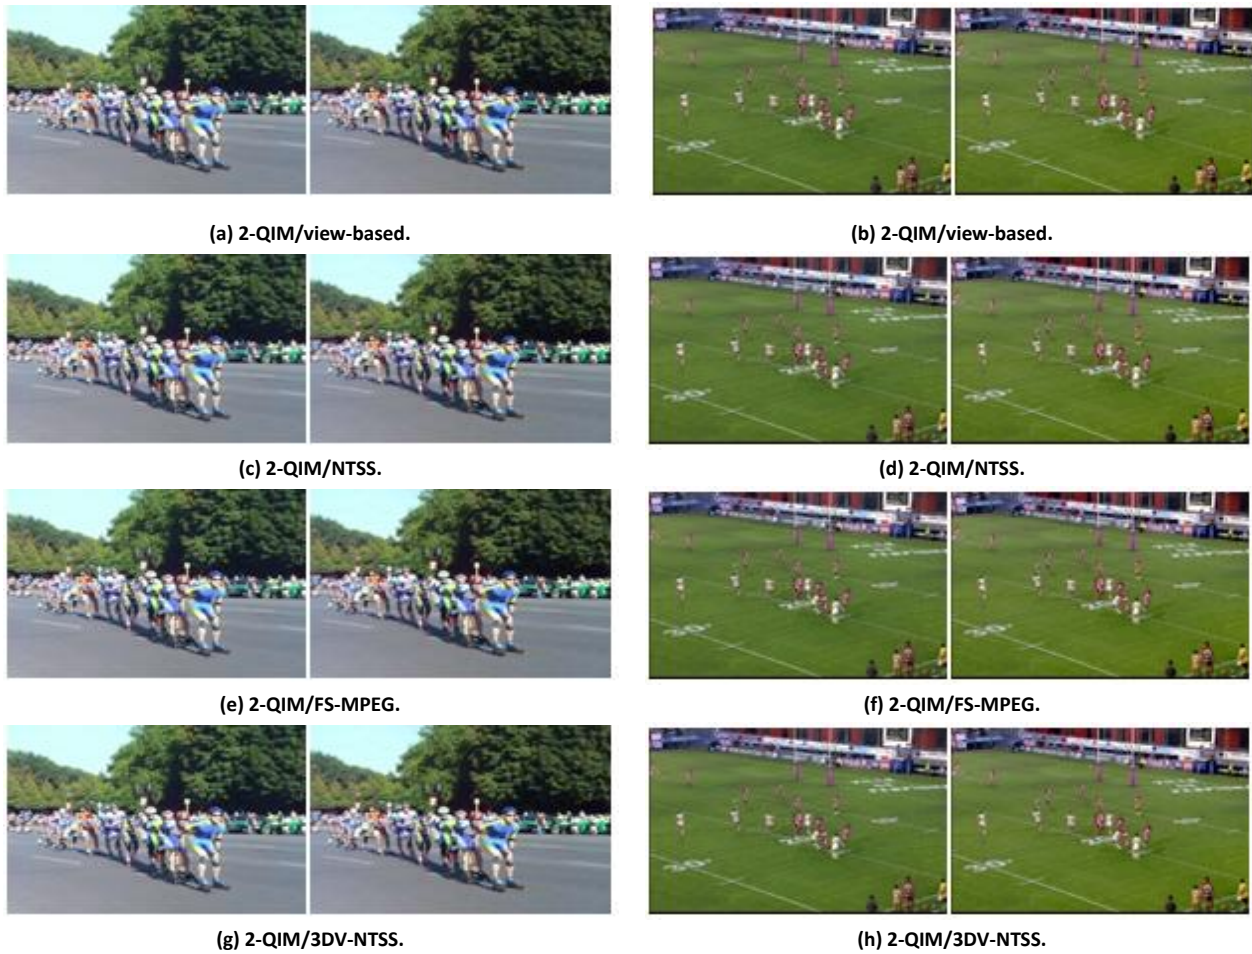 (a) 2-QIM/view-based.
(b) 2-QIM/view-based.
(c) 2-QIM/NTSS.
(d) 2-QIM/NTSS.
(e) 2-QIM/FS-MPEG.
(f) 2-QIM/FS-MPEG.
(g) 2-QIM/3DV-NTSS.
(h) 2-QIM/3DV-NTSS.